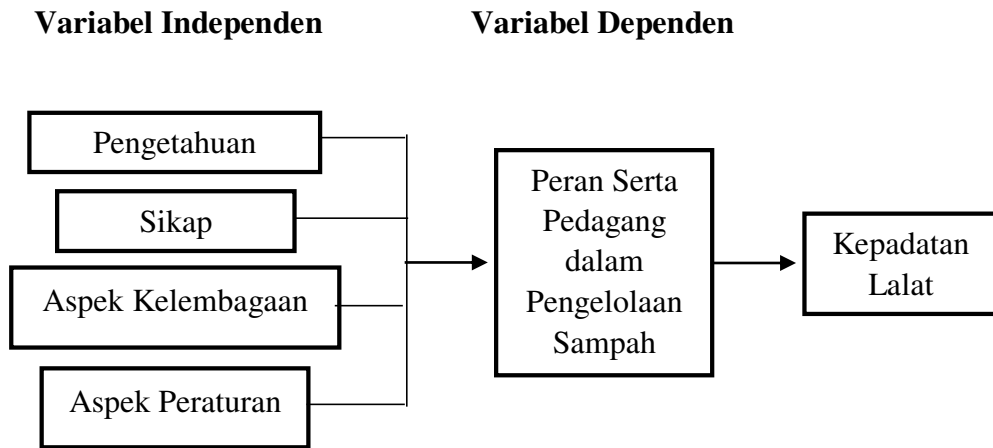 Variabel Independen
Variabel Dependen
Pengetahuan
Sikap
Aspek Kelembagaan
Aspek Peraturan
Peran Serta
Pedagang
dalam
Pengelolaan
Sampah
Kepadatan
Lalat